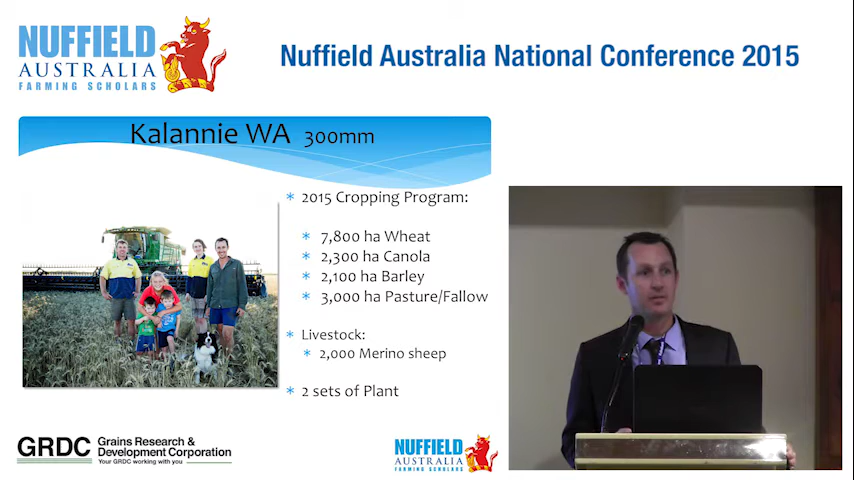 NUFFIELD
AUSTRALIA
FARMING SCHOLARS
Nuffield Australia National Conference 2015
Kalannie WA 300mm
* 2015 Cropping Program:
* 7,800 ha Wheat
* 2,300 ha Canola
* 2,100 ha Barley
* 3,000 ha Pasture/Fallow
* Livestock:
* 2,000 Merino sheep
* 2 sets of Plant
GRDC Grains Research &
Development Corporation
Your GRDC working with you
NUFFIELD
AUSTRALIA
FARMING SCHOLARS